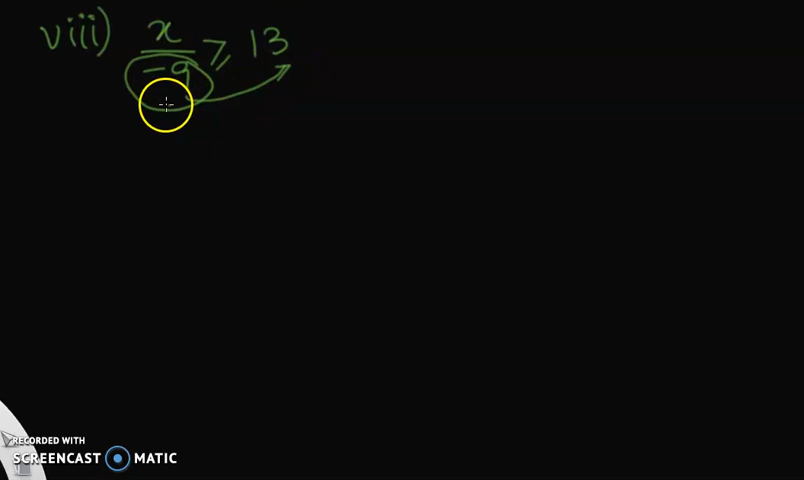 viii) x/-9 ≥ 13
RECORDED WITH
SCREENCAST MATIC